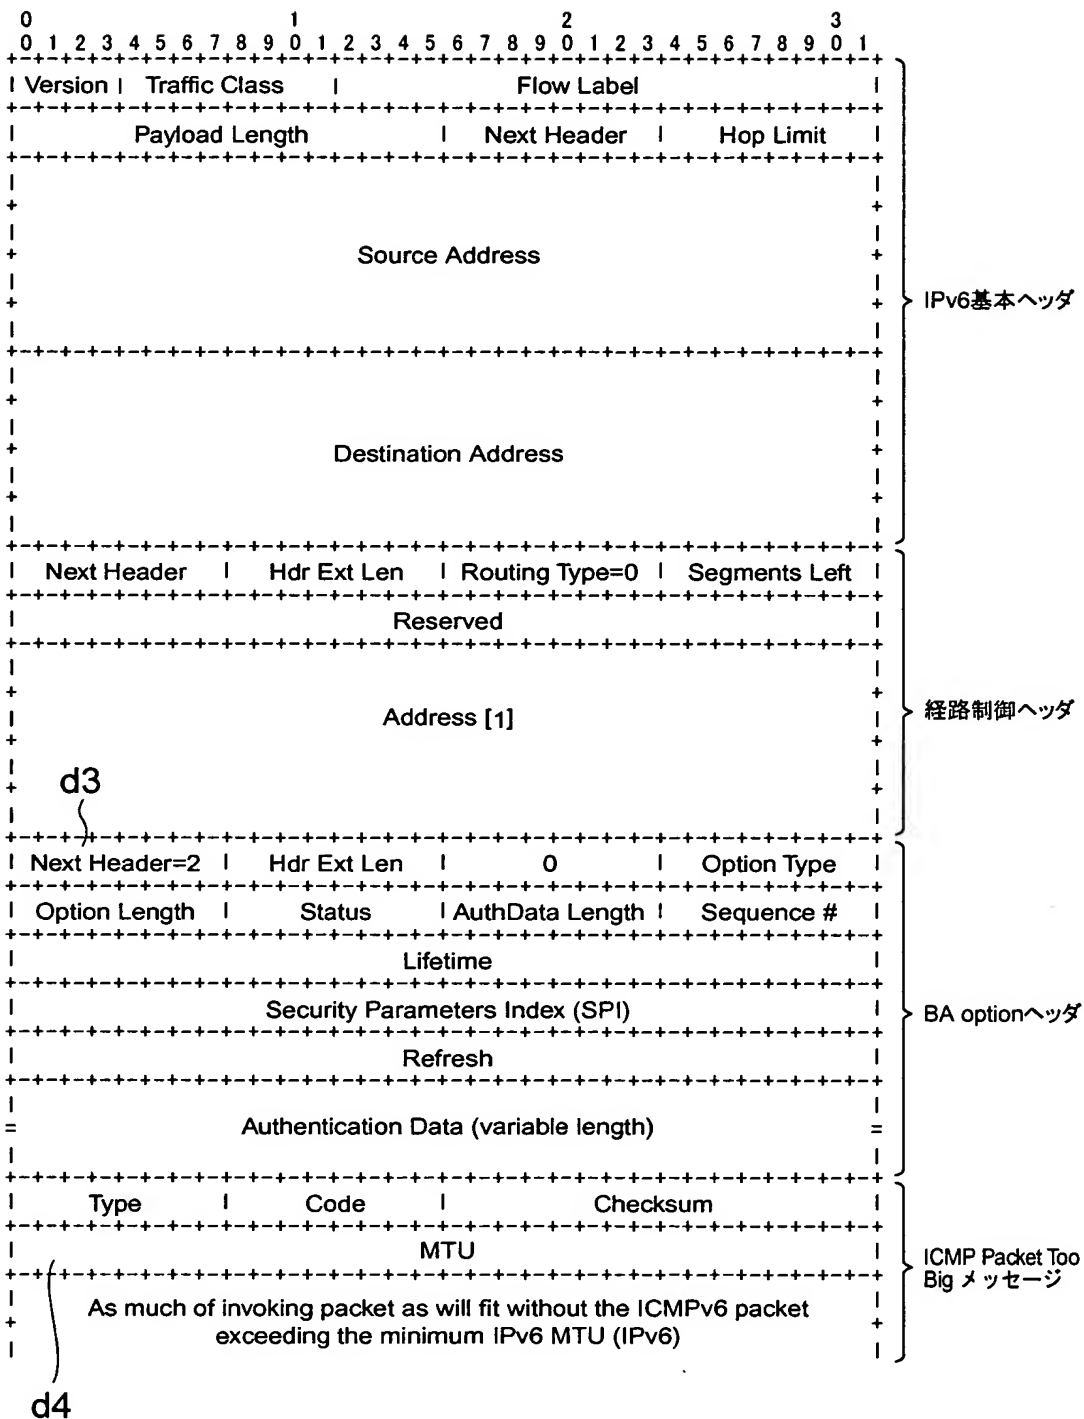 0 1 2 3
0 1 2 3 4 5 6 7 8 9 0 1 2 3 4 5 6 7 8 9 0 1 2 3 4 5 6 7 8 9 0 1
Version Traffic Class Flow Label
Payload Length Next Header Hop Limit
Source Address
IPv6基本ヘッダ
Destination Address
Next Header Hdr Ext Len Routing Type=0 Segments Left
Reserved
Address [1]
経路制御ヘッダ
d3
Next Header=2 Hdr Ext Len 0 Option Type
Option Length Status AuthData Length Sequence #
Lifetime
Security Parameters Index (SPI)
BA optionヘッダ
Refresh
Authentication Data (variable length)
Type Code Checksum
MTU
ICMP Packet Too
Big メッセージ
As much of invoking packet as will fit without the ICMPv6 packet
exceeding the minimum IPv6 MTU (IPv6)
d4